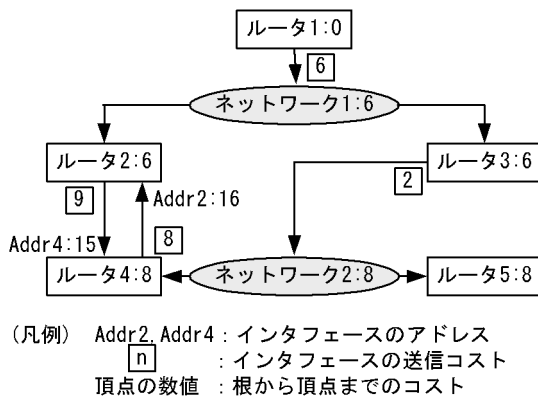 ルータ1:0
6
ネットワーク1:6
ルータ2:6
ルータ3:6
9
Addr2:16
2
Addr4:15
8
ルータ4:8
ネットワーク2:8
ルータ5:8
(凡例) Addr2, Addr4 : インタフェースのアドレス
n : インタフェースの送信コスト
頂点の数値 : 根から頂点までのコスト